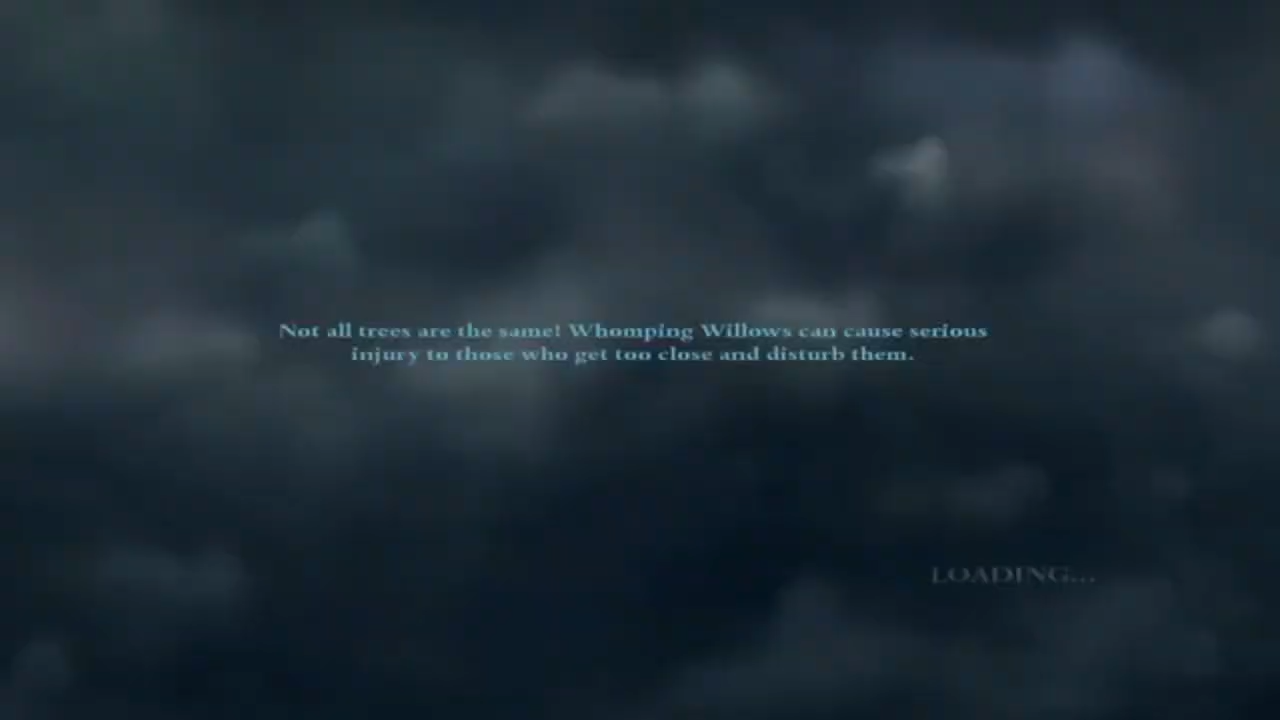 Not all trees are the same! Whomping Willows can cause serious
injury to those who get too close and disturb them.
LOADING...